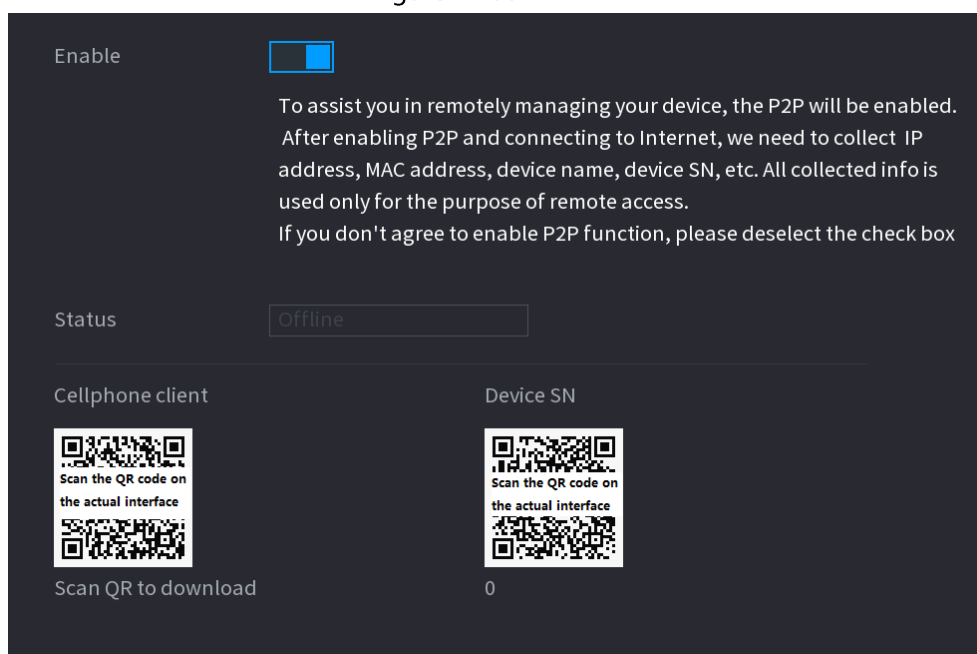 Enable
To assist you in remotely managing your device, the P2P will be enabled.
After enabling P2P and connecting to Internet, we need to collect IP
address, MAC address, device name, device SN, etc. All collected info is
used only for the purpose of remote access.
If you don't agree to enable P2P function, please deselect the check box
Status
Offline
Cellphone client
Device SN
Scan the QR code on
the actual interface
Scan the QR code on
the actual interface
Scan QR to download
0